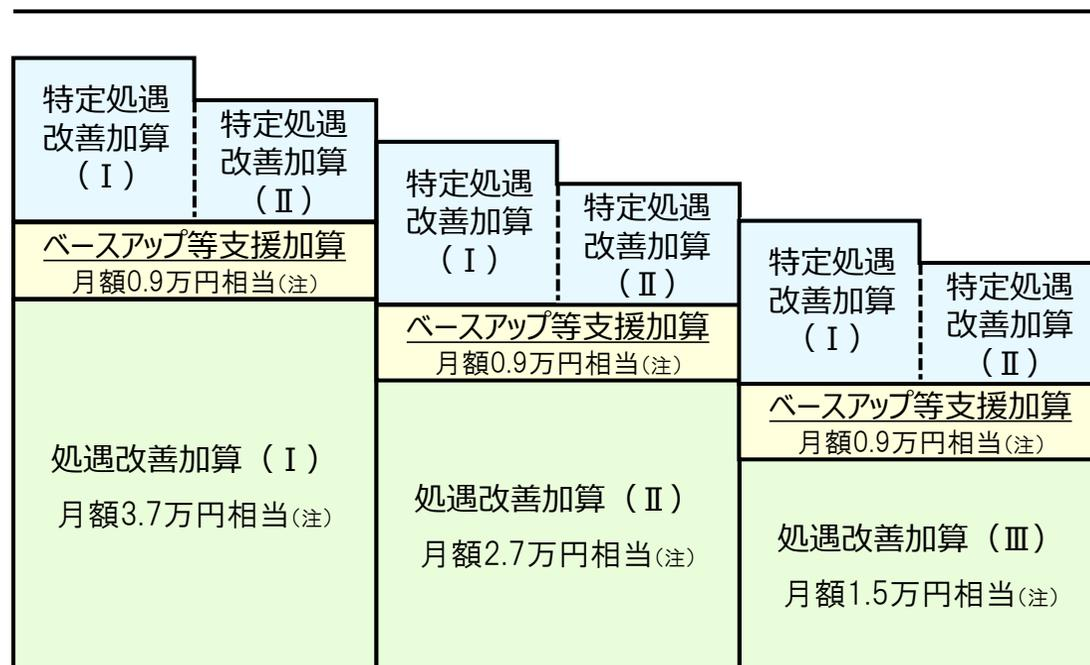 特定処遇
改善加算
（Ⅰ）
特定処遇
改善加算
（Ⅱ）
ベースアップ等支援加算
月額0.9万円相当(注)
処遇改善加算（Ⅰ）
月額3.7万円相当(注)
特定処遇
改善加算
（Ⅰ）
特定処遇
改善加算
（Ⅱ）
ベースアップ等支援加算
月額0.9万円相当(注)
処遇改善加算（Ⅱ）
月額2.7万円相当(注)
特定処遇
改善加算
（Ⅰ）
特定処遇
改善加算
（Ⅱ）
ベースアップ等支援加算
月額0.9万円相当(注)
処遇改善加算（Ⅲ）
月額1.5万円相当(注)